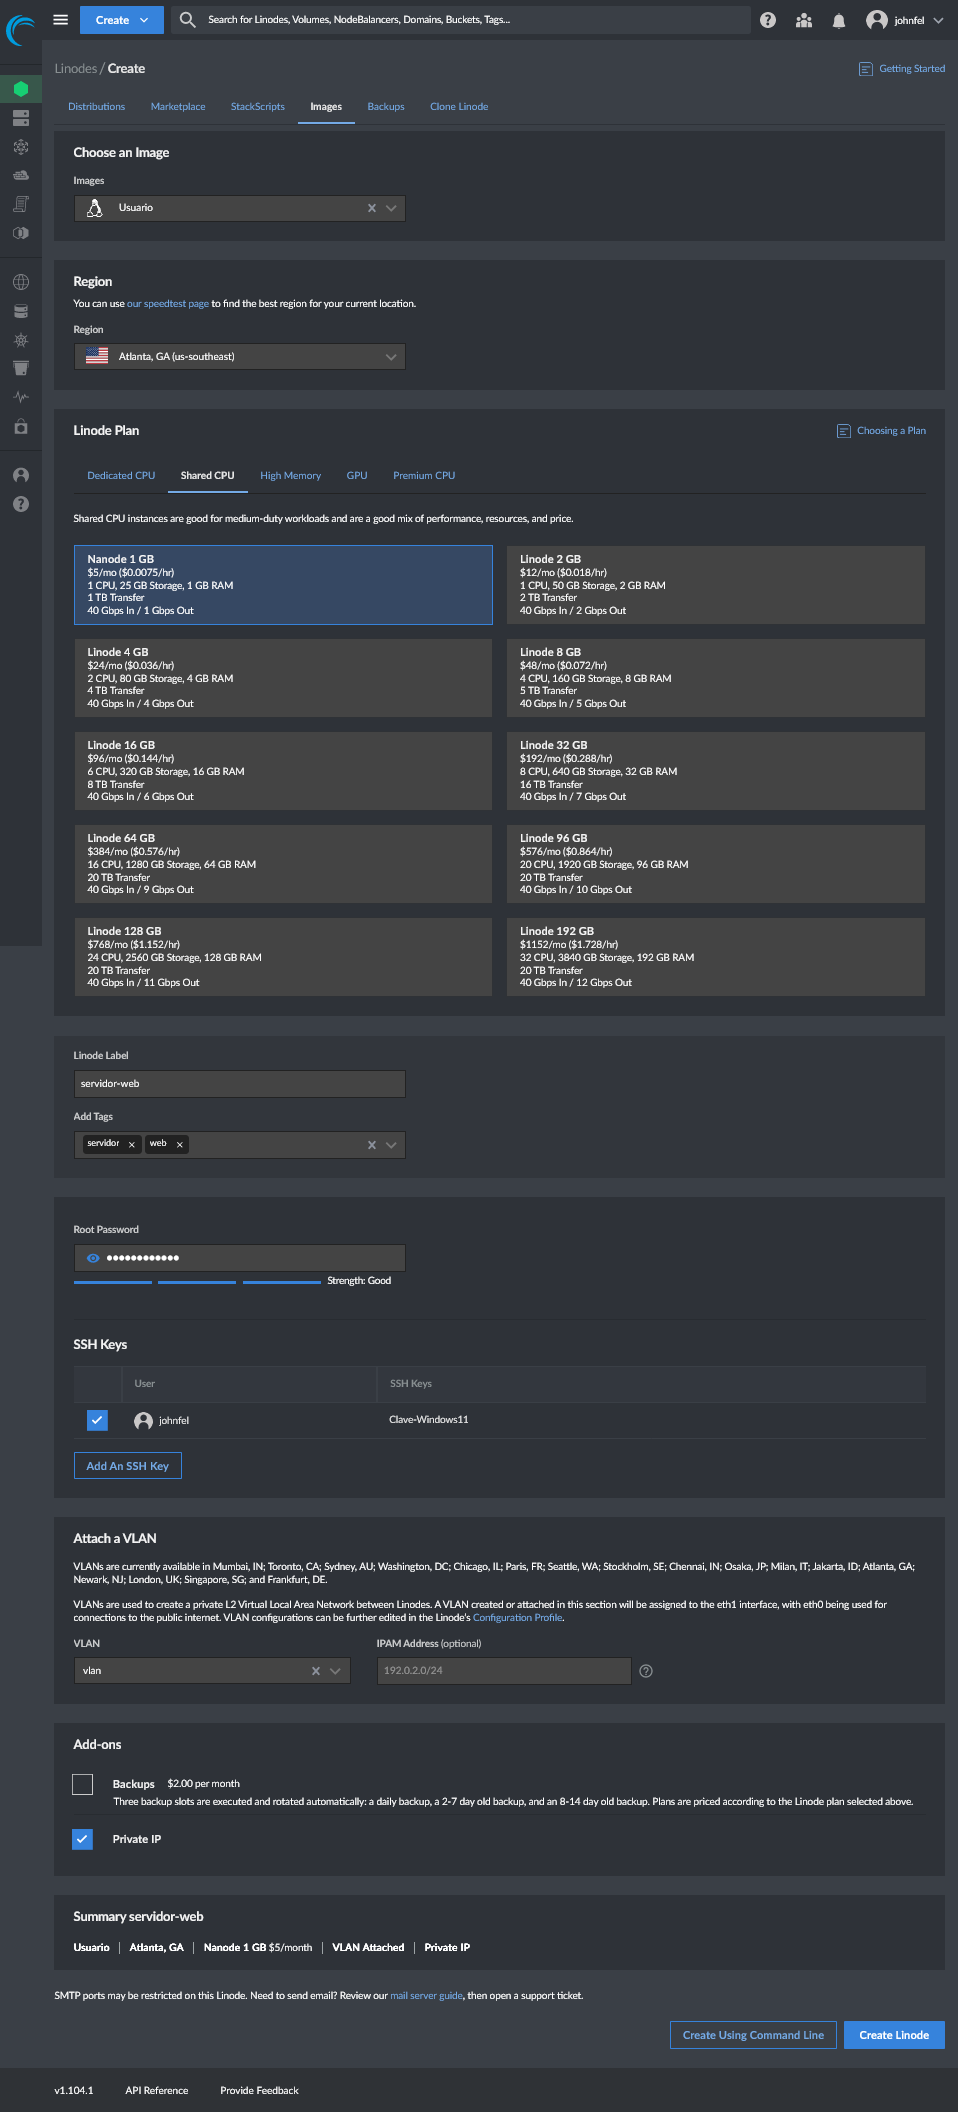 Create
Search for Linodes, Volumes, NodeBalancers, Domains, Buckets, Tags...
johnfel
Linodes / Create
Getting Started
Distributions
Marketplace
StackScripts
Images
Backups
Clone Linode
Choose an Image
Images
Usuario
Region
You can use our speedtest page to find the best region for your current location.
Region
Atlanta, GA (us-southeast)
Linode Plan
Choosing a Plan
Dedicated CPU
Shared CPU
High Memory
GPU
Premium CPU
Shared CPU instances are good for medium-duty workloads and are a good mix of performance, resources, and price.
Nanode 1 GB
$5/mo ($0.0075/hr)
1 CPU, 25 GB Storage, 1 GB RAM
1 TB Transfer
40 Gbps In / 1 Gbps Out
Linode 2 GB
$12/mo ($0.018/hr)
1 CPU, 50 GB Storage, 2 GB RAM
2 TB Transfer
40 Gbps In / 2 Gbps Out
Linode 4 GB
$24/mo ($0.036/hr)
2 CPU, 80 GB Storage, 4 GB RAM
4 TB Transfer
40 Gbps In / 4 Gbps Out
Linode 8 GB
$48/mo ($0.072/hr)
4 CPU, 160 GB Storage, 8 GB RAM
5 TB Transfer
40 Gbps In / 5 Gbps Out
Linode 16 GB
$96/mo ($0.144/hr)
6 CPU, 320 GB Storage, 16 GB RAM
8 TB Transfer
40 Gbps In / 6 Gbps Out
Linode 32 GB
$192/mo ($0.288/hr)
8 CPU, 640 GB Storage, 32 GB RAM
16 TB Transfer
40 Gbps In / 7 Gbps Out
Linode 64 GB
$384/mo ($0.576/hr)
16 CPU, 1280 GB Storage, 64 GB RAM
20 TB Transfer
40 Gbps In / 9 Gbps Out
Linode 96 GB
$576/mo ($0.864/hr)
20 CPU, 1920 GB Storage, 96 GB RAM
20 TB Transfer
40 Gbps In / 10 Gbps Out
Linode 128 GB
$768/mo ($1.152/hr)
24 CPU, 2560 GB Storage, 128 GB RAM
20 TB Transfer
40 Gbps In / 11 Gbps Out
Linode 192 GB
$1152/mo ($1.728/hr)
32 CPU, 3840 GB Storage, 192 GB RAM
20 TB Transfer
40 Gbps In / 12 Gbps Out
Linode Label
servidor-web
Add Tags
servidor
web
Root Password
••••••••••••
Strength: Good
SSH Keys
User
SSH Keys
johnfel
Clave-Windows11
Add An SSH Key
Attach a VLAN
VLANs are currently available in Mumbai, IN; Toronto, CA; Sydney, AU; Washington, DC; Chicago, IL; Paris, FR; Seattle, WA; Stockholm, SE; Chennai, IN; Osaka, JP; Milan, IT; Jakarta, ID; Atlanta, GA;
Newark, NJ; London, UK; Singapore, SG; and Frankfurt, DE.
VLANs are used to create a private L2 Virtual Local Area Network between Linodes. A VLAN created or attached in this section will be assigned to the eth1 interface, with eth0 being used for
connections to the public internet. VLAN configurations can be further edited in the Linode's Configuration Profile.
VLAN
IPAM Address (optional)
vlan
192.0.2.0/24
Add-ons
Backups
$2.00 per month
Three backup slots are executed and rotated automatically: a daily backup, a 2-7 day old backup, and an 8-14 day old backup. Plans are priced according to the Linode plan selected above.
Private IP
Summary servidor-web
Usuario
Atlanta, GA
Nanode 1 GB $5/month
VLAN Attached
Private IP
SMTP ports may be restricted on this Linode. Need to send email? Review our mail server guide, then open a support ticket.
Create Using Command Line
Create Linode
v1.104.1
API Reference
Provide Feedback